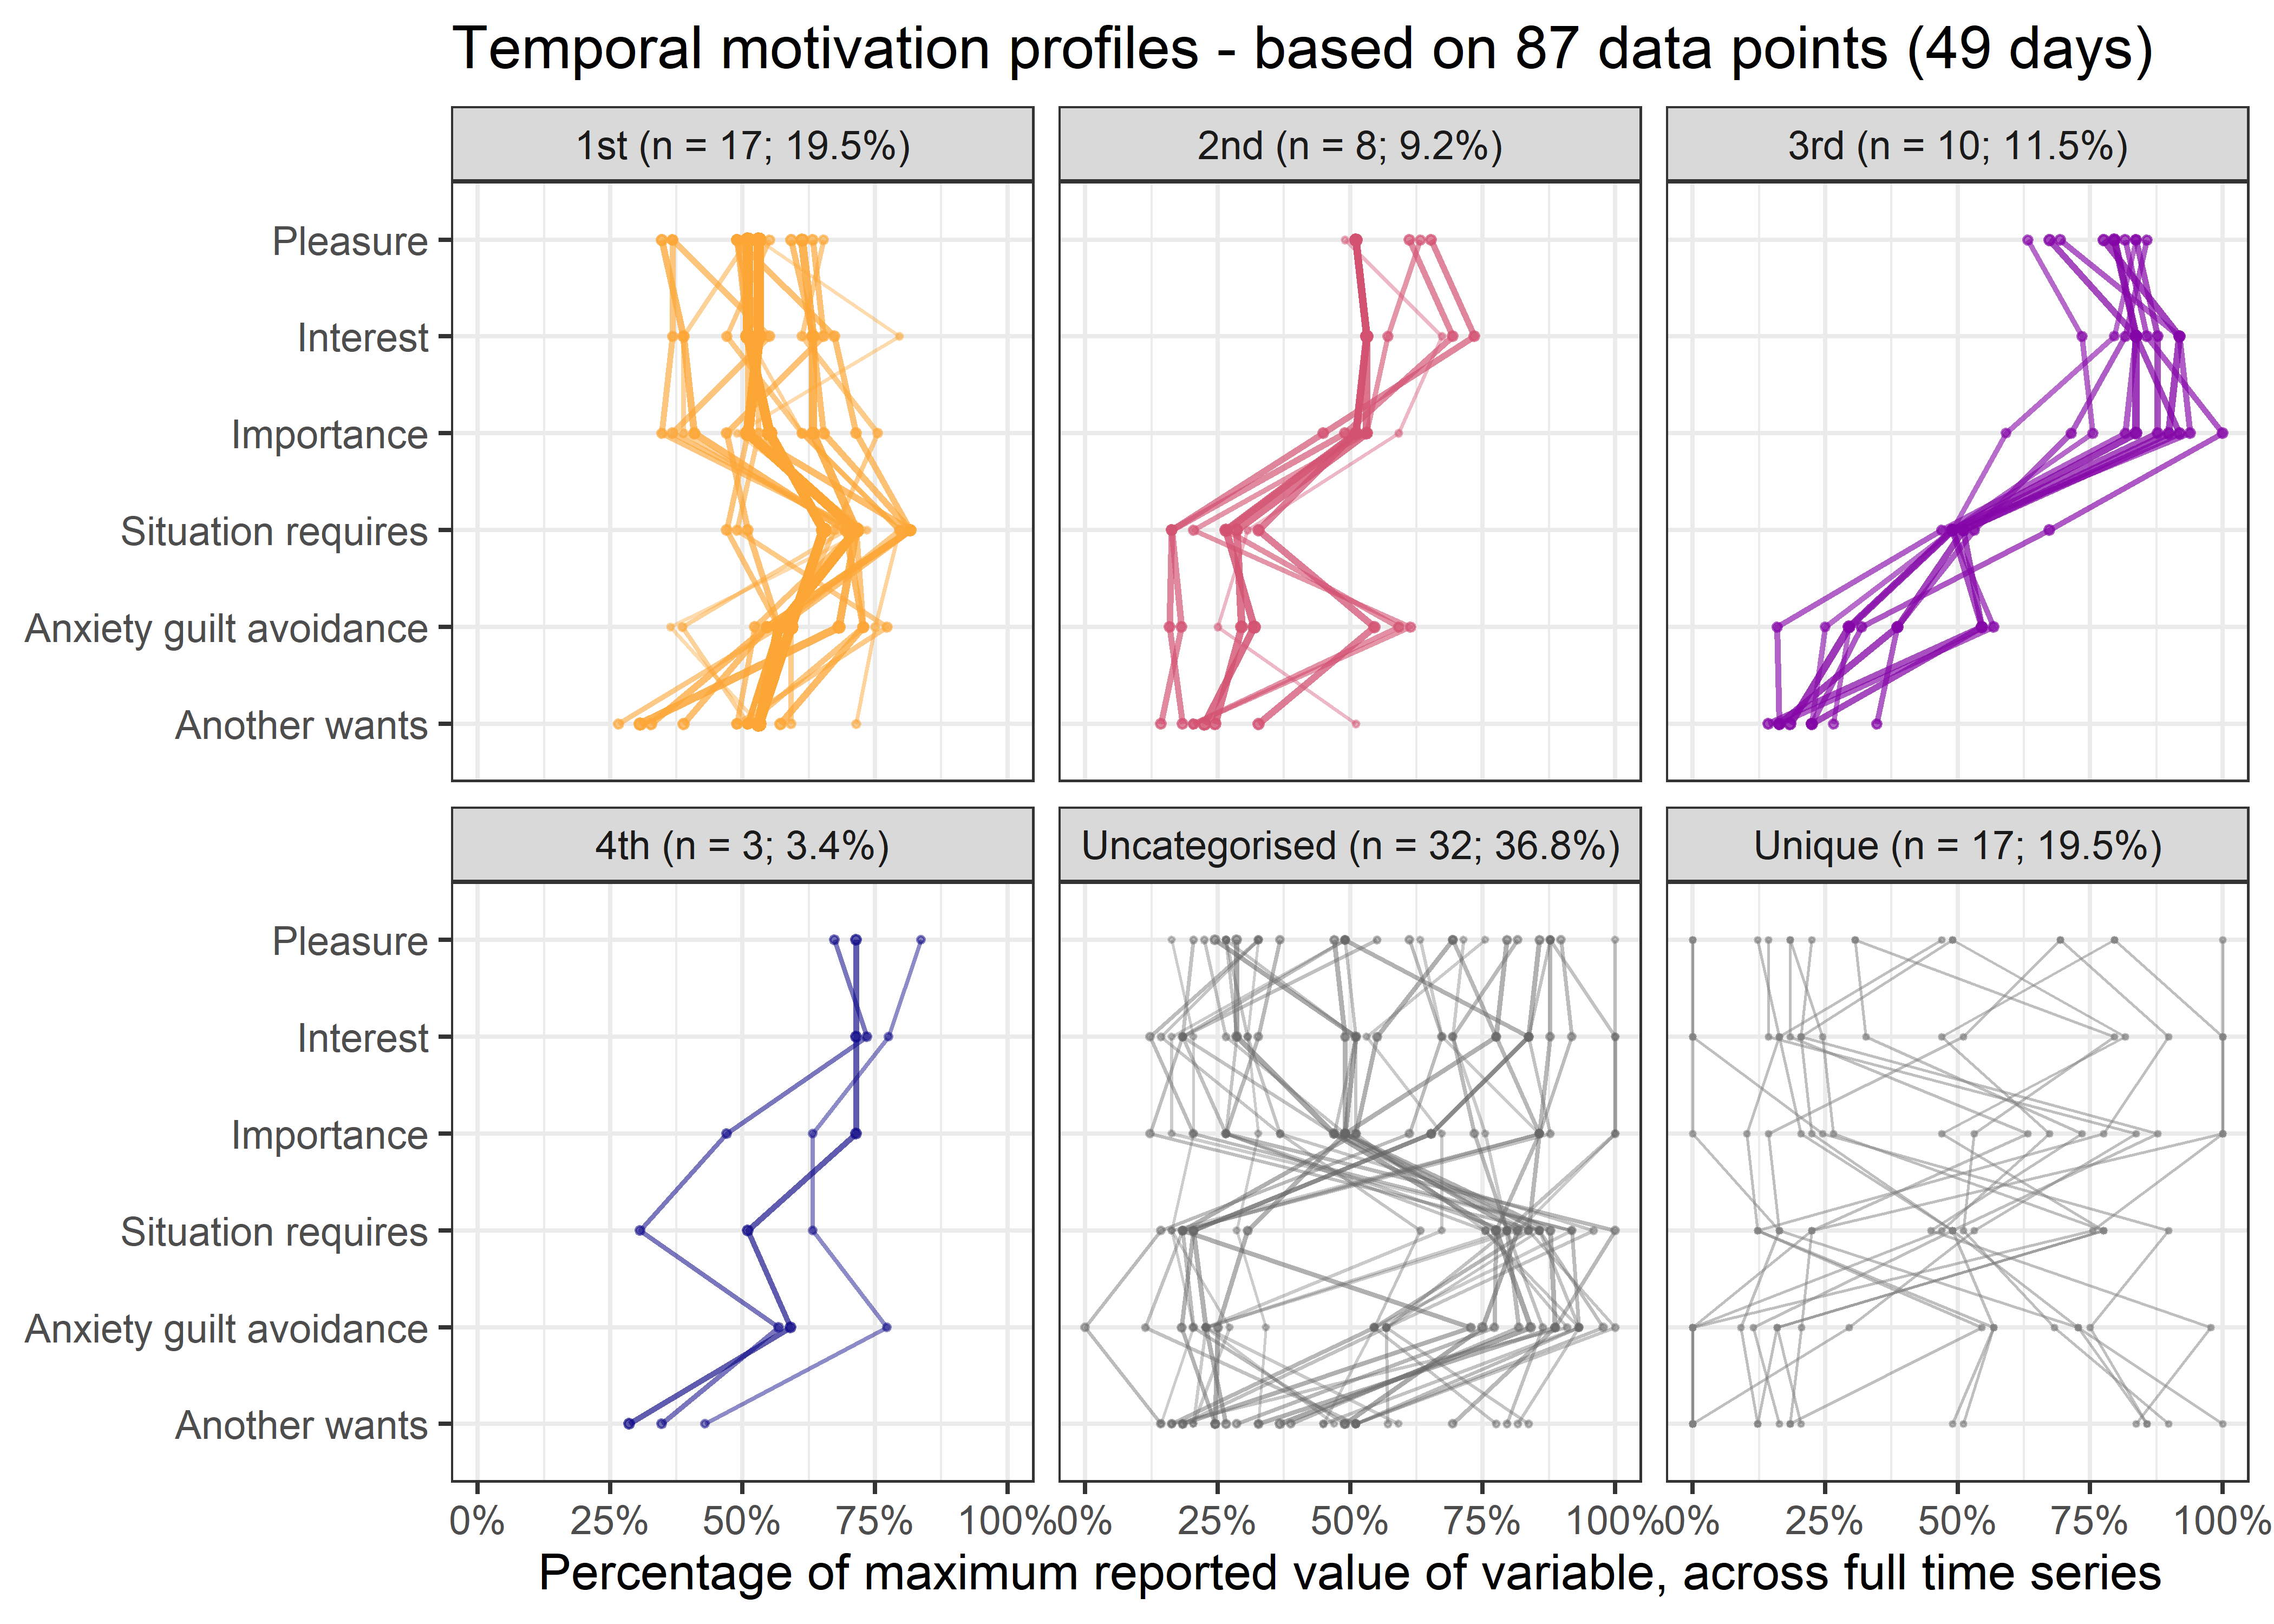 Temporal motivation profiles - based on 87 data points (49 days)
1st (n = 17; 19.5%)
2nd (n = 8; 9.2%)
3rd (n = 10; 11.5%)
Pleasure
Interest
Importance
Situation requires
Anxiety guilt avoidance
Another wants
4th (n = 3; 3.4%)
Uncategorised (n = 32; 36.8%)
Unique (n = 17; 19.5%)
Pleasure
Interest
Importance
Situation requires
Anxiety guilt avoidance
Another wants
0% 25% 50% 75% 100%
0% 25% 50% 75% 100%
0% 25% 50% 75% 100%
Percentage of maximum reported value of variable, across full time series